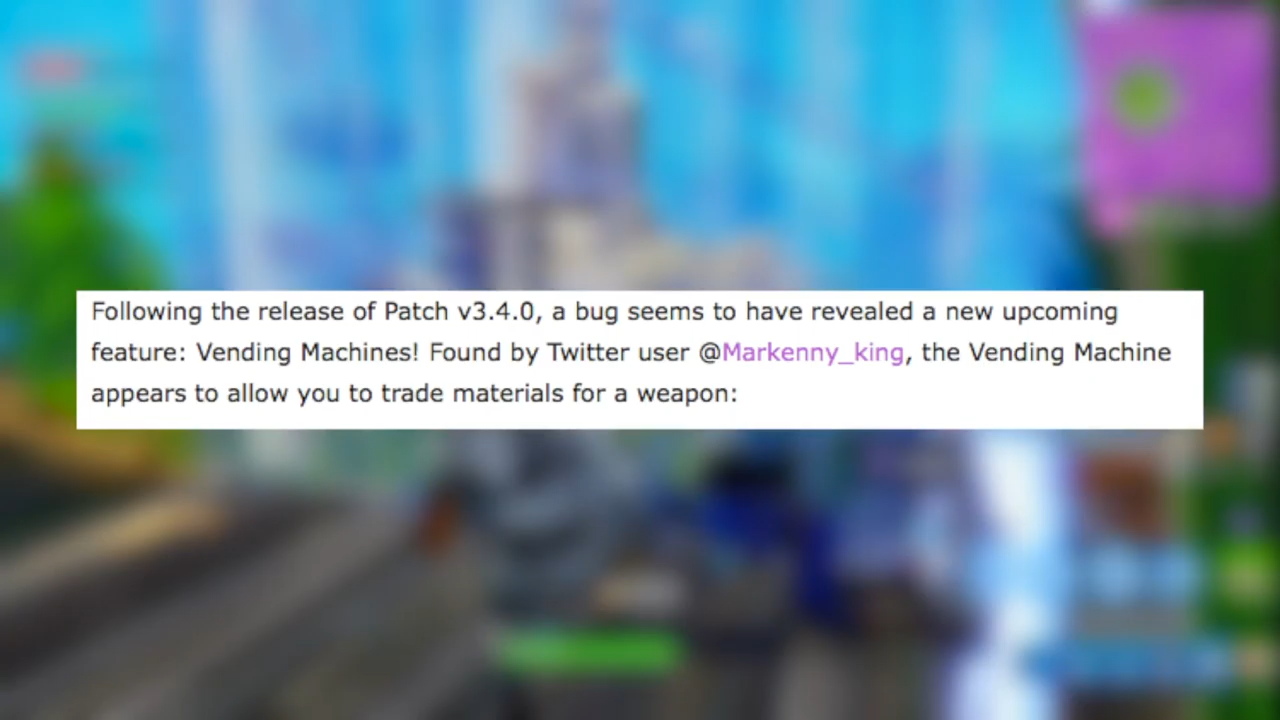 Following the release of Patch v3.4.0, a bug seems to have revealed a new upcoming
feature: Vending Machines! Found by Twitter user @Markenny_king, the Vending Machine
appears to allow you to trade materials for a weapon: